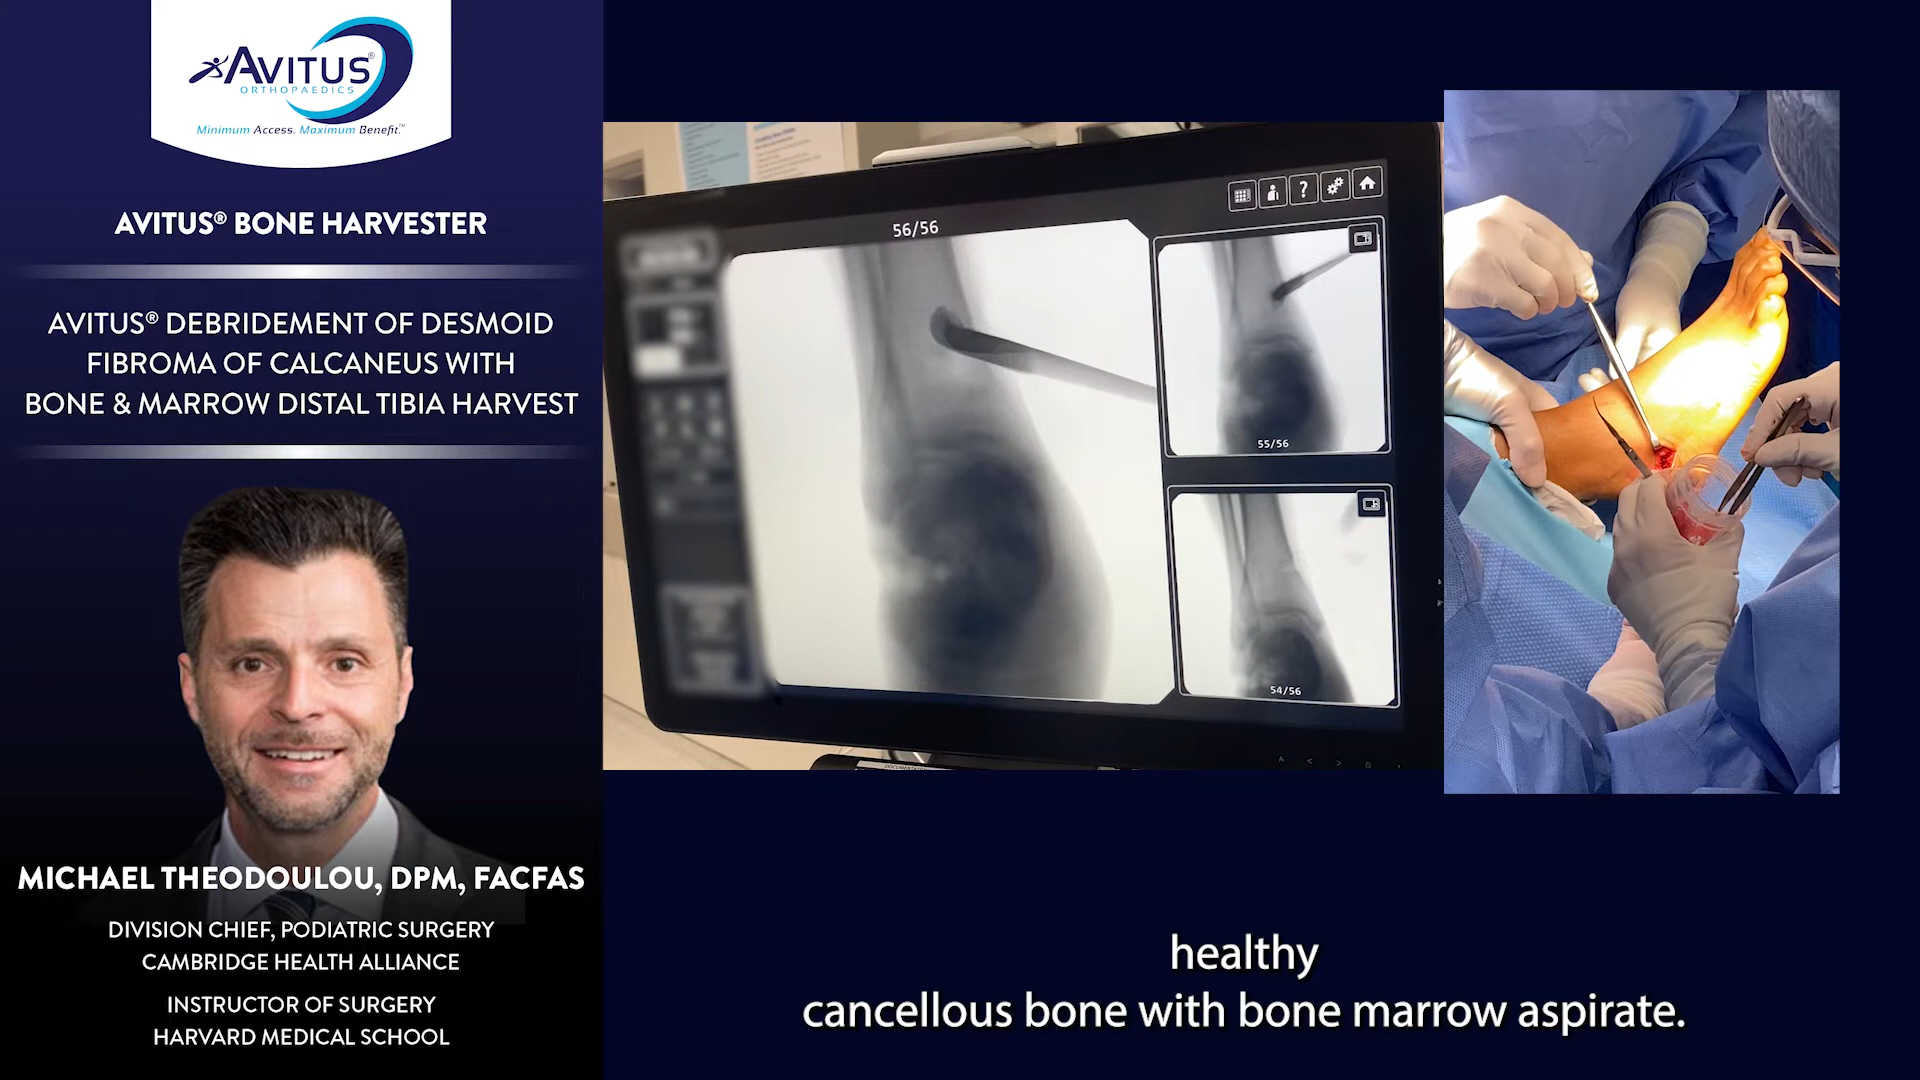 AVITUS®
ORTHOPAEDICS
Minimum Access. Maximum Benefit.™
AVITUS® BONE HARVESTER
AVITUS® DEBRIDEMENT OF DESMOID
FIBROMA OF CALCANEUS WITH
BONE & MARROW DISTAL TIBIA HARVEST
MICHAEL THEODOULOU, DPM, FACFAS
DIVISION CHIEF, PODIATRIC SURGERY
CAMBRIDGE HEALTH ALLIANCE
INSTRUCTOR OF SURGERY
HARVARD MEDICAL SCHOOL
56/56
?
55/56
54/56
healthy
cancellous bone with bone marrow aspirate.